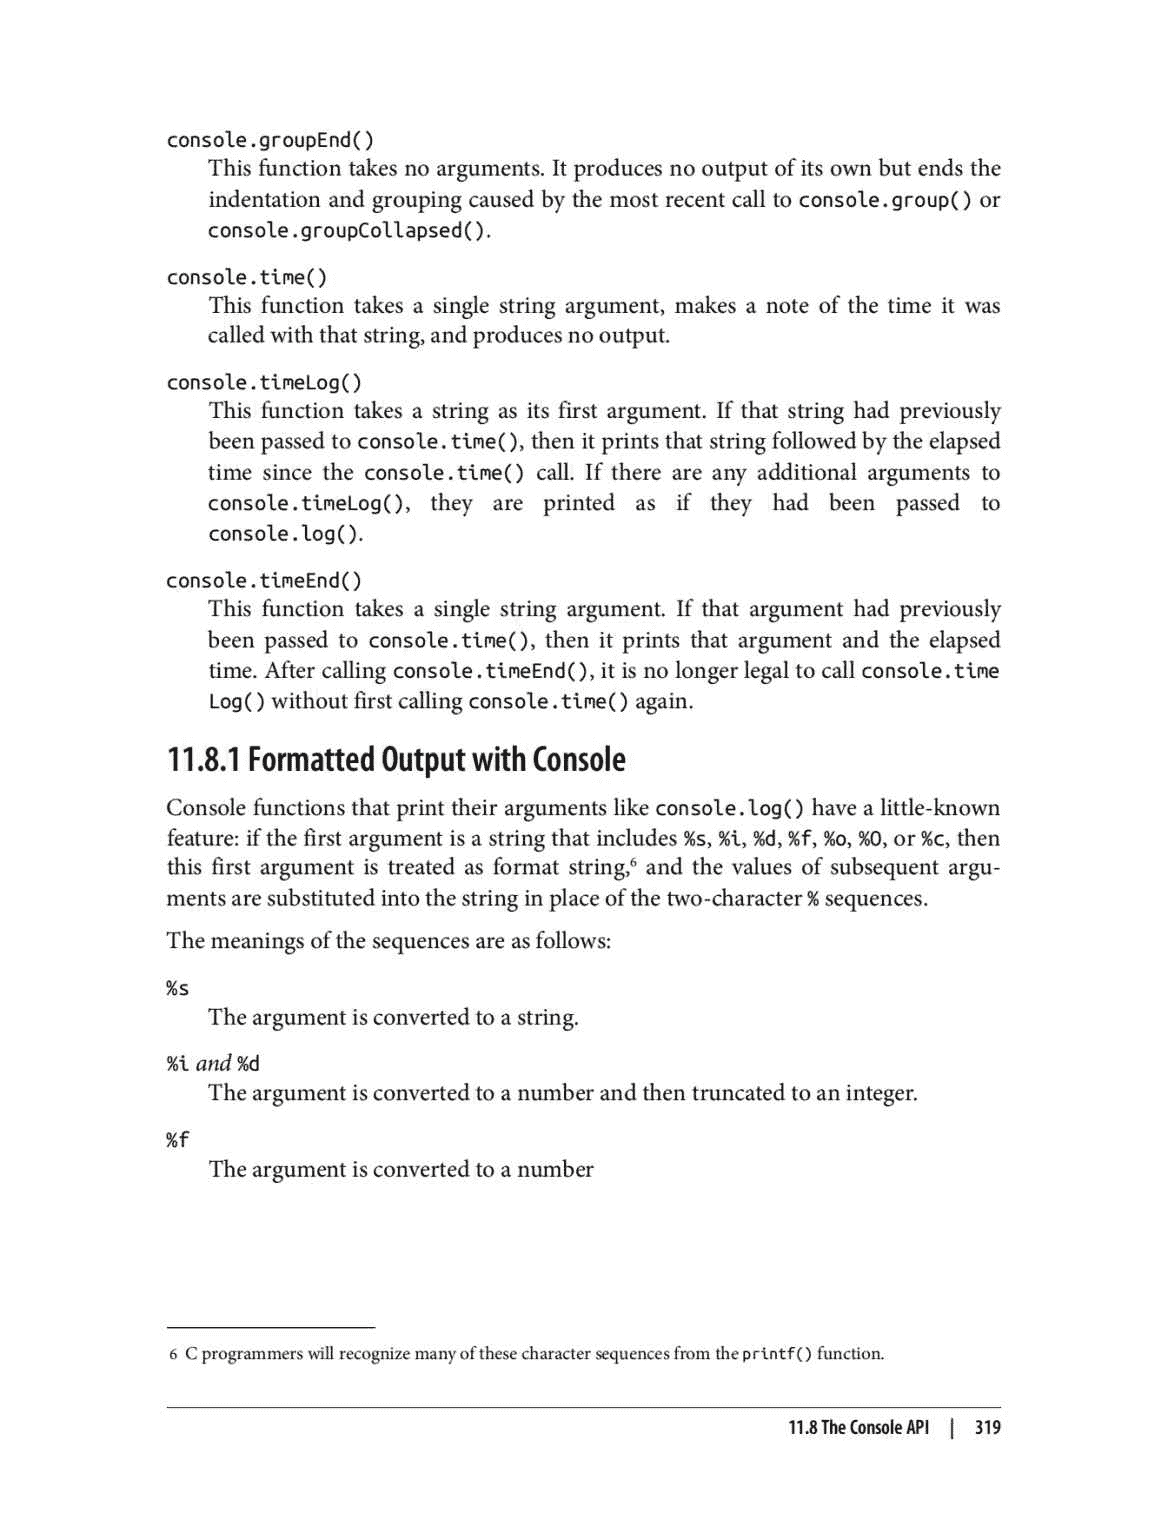 console.groupEnd()
This function takes no arguments. It produces no output of its own but ends the
indentation and grouping caused by the most recent call to console.group() or
console.groupCollapsed().
console.time()
This function takes a single string argument, makes a note of the time it was
called with that string, and produces no output.
console.timeLog()
This function takes a string as its first argument. If that string had previously
been passed to console.time(), then it prints that string followed by the elapsed
time since the console.time() call. If there are any additional arguments to
console.timeLog(), they are printed as if they had been passed to
console.log().
console.timeEnd()
This function takes a single string argument. If that argument had previously
been passed to console.time(), then it prints that argument and the elapsed
time. After calling console.timeEnd(), it is no longer legal to call console.time
Log() without first calling console.time() again.
11.8.1 Formatted Output with Console
Console functions that print their arguments like console.log() have a little-known
feature: if the first argument is a string that includes %s, %i, %d, %f, %o, %O, or %c, then
this first argument is treated as format string,⁶ and the values of subsequent argu-
ments are substituted into the string in place of the two-character % sequences.
The meanings of the sequences are as follows:
%s
The argument is converted to a string.
%i and %d
The argument is converted to a number and then truncated to an integer.
%f
The argument is converted to a number
6 C programmers will recognize many of these character sequences from the printf() function.
11.8 The Console API | 319